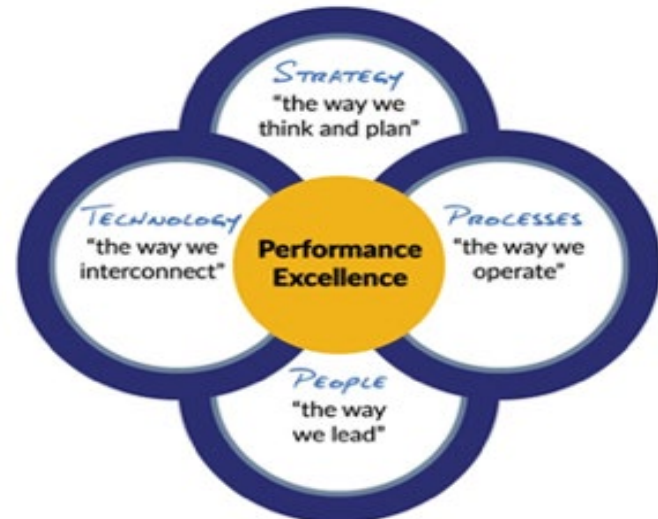 STRATEGY
“the way we
think and plan”
TECHNOLOGY
“the way we
interconnect”
Performance
Excellence
PROCESSES
“the way we
operate”
PEOPLE
“the way
we lead”